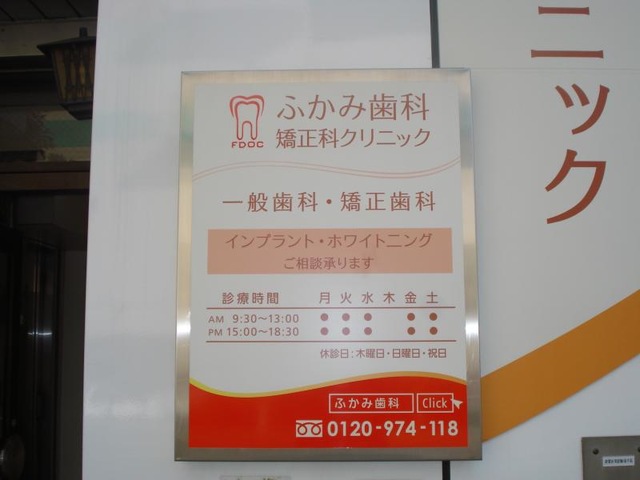 ふかみ歯科
矯正科クリニック
FDOC
一般歯科・矯正歯科
インプラント・ホワイトニング
ご相談承ります
診療時間 月 火 水 木 金 土
AM 9:30～13:00 ● ● ● ● ●
PM 15:00～18:30 ● ● ● ● ●
休診日:木曜日・日曜日・祝日
ふかみ歯科 Click
0120-974-118
ニック